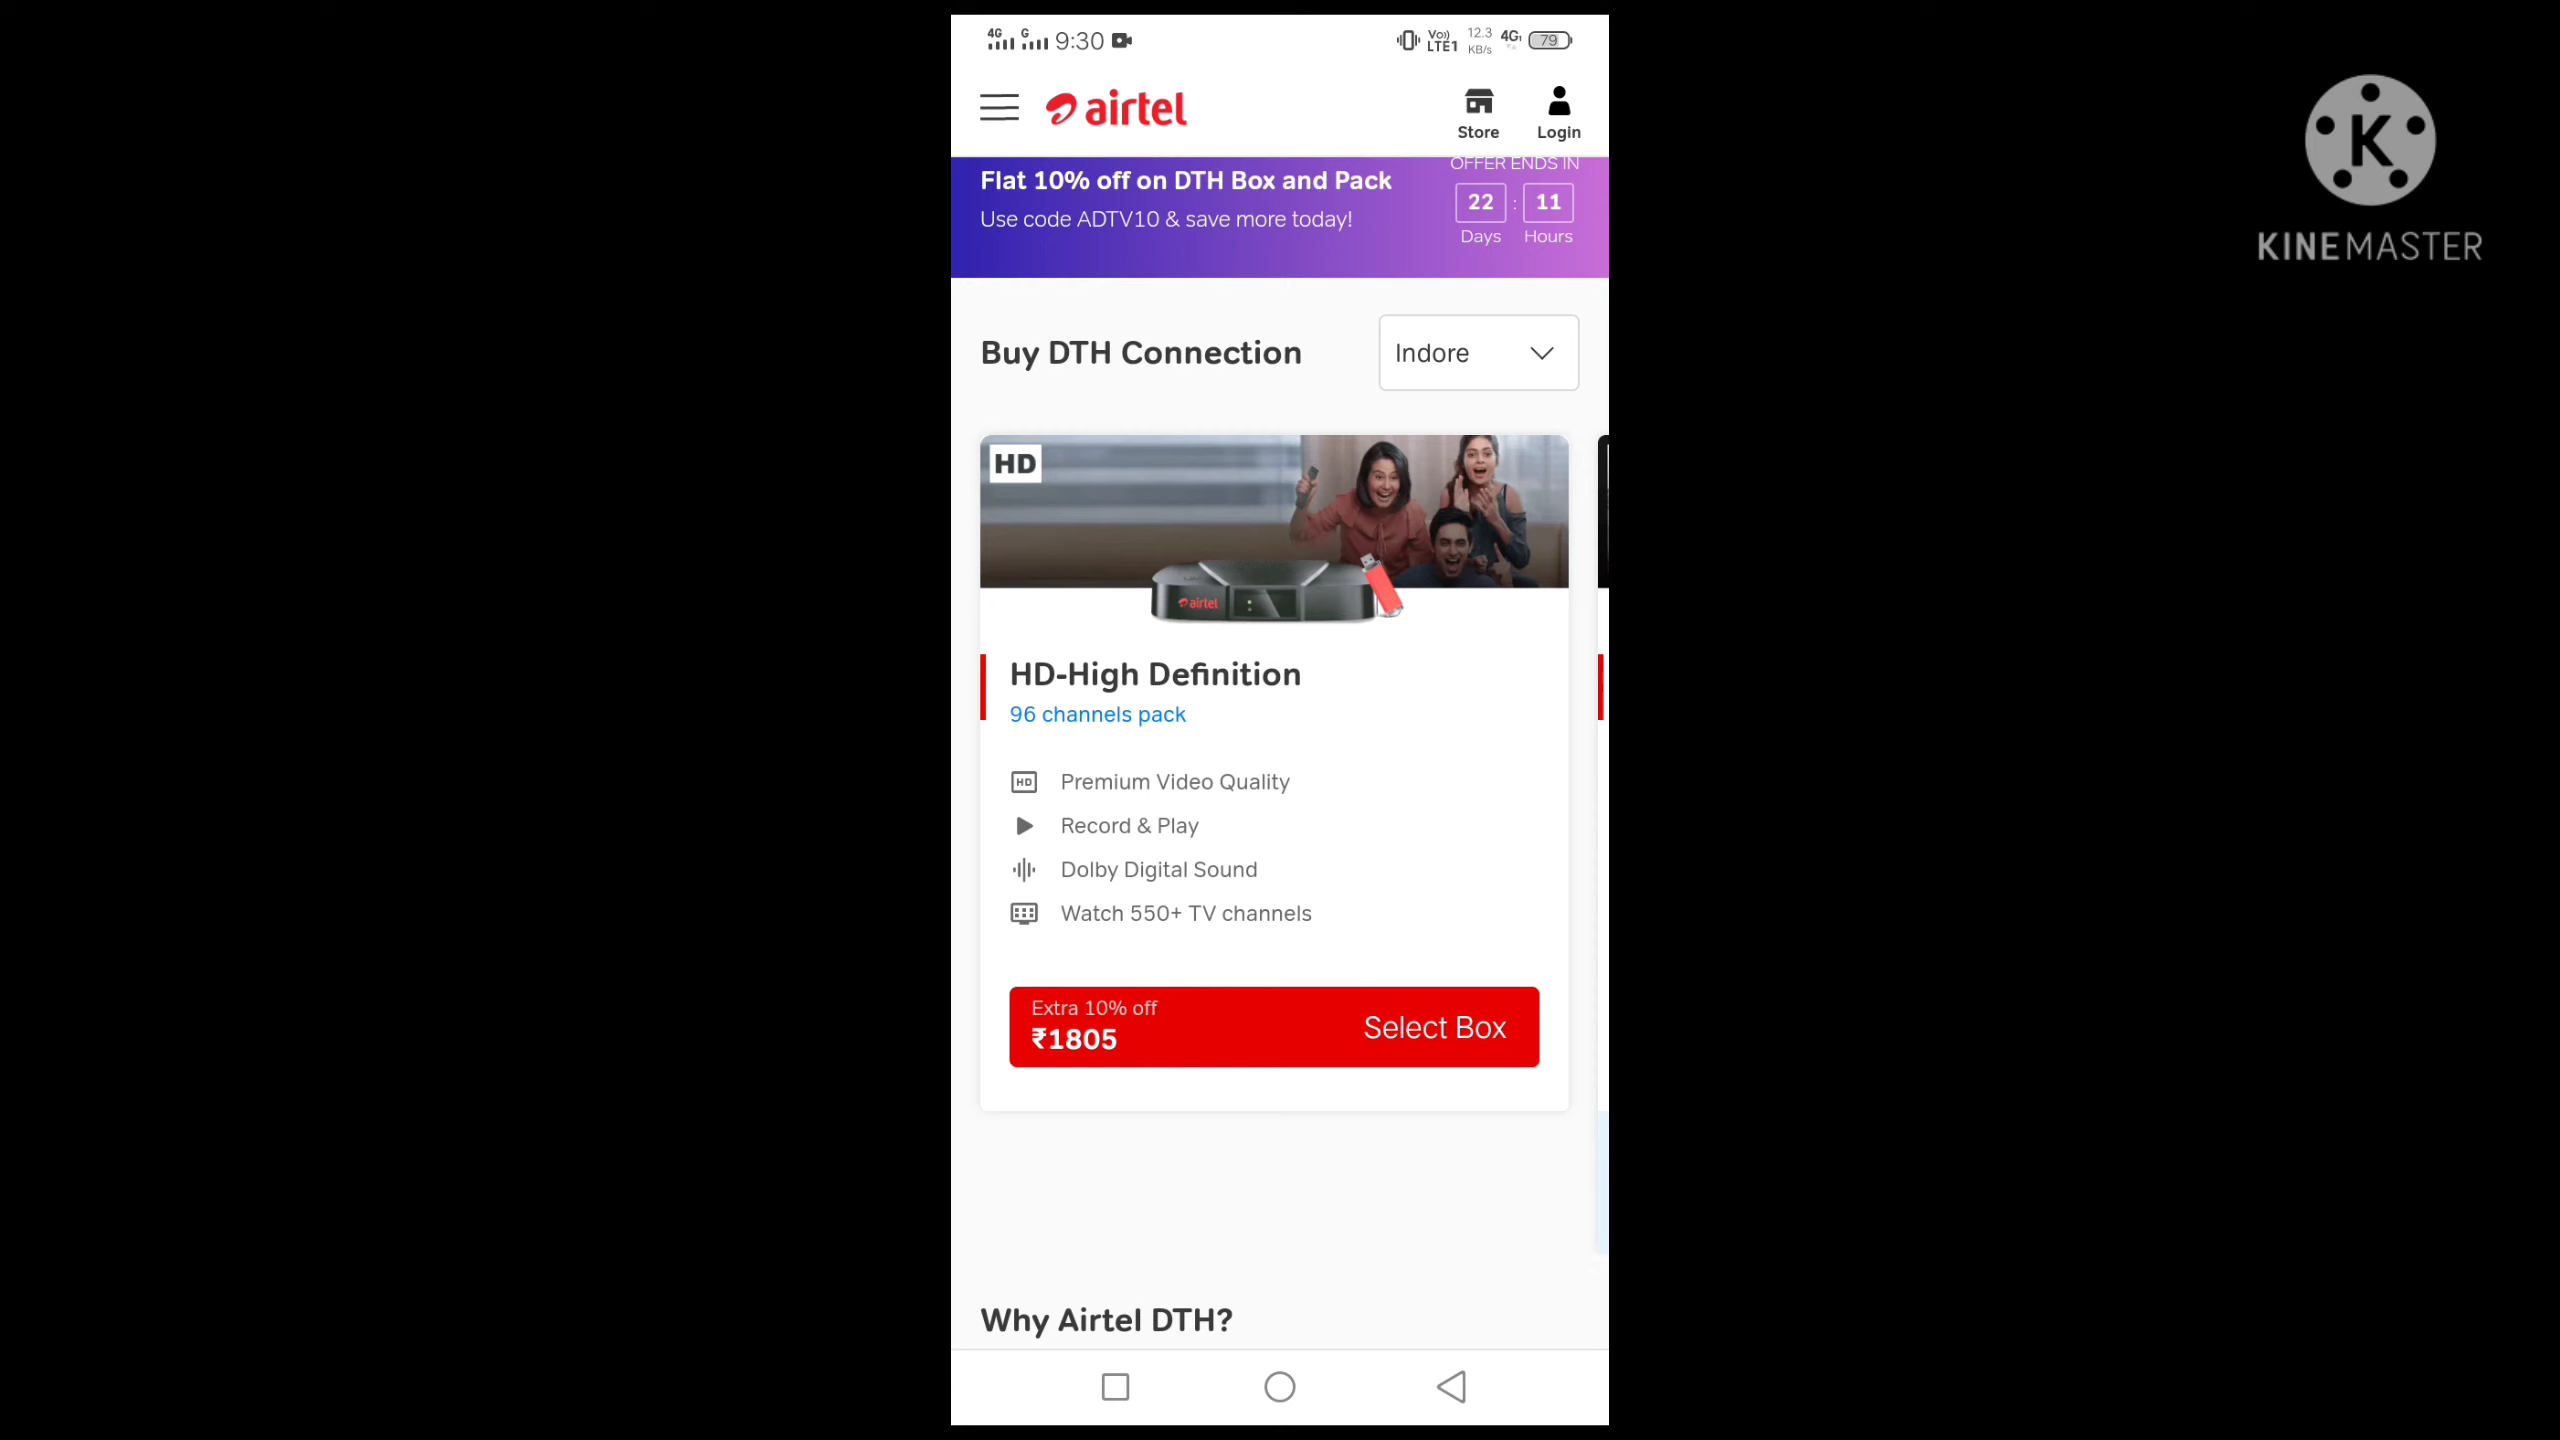 4G G 9:30 Vo) LTE1 12.3 KB/s 4G 79
airtel
Store Login
OFFER ENDS IN
Flat 10% off on DTH Box and Pack
Use code ADTV10 & save more today!
22 : 11
Days Hours
Buy DTH Connection
Indore
HD
airtel
HD-High Definition
96 channels pack
HD Premium Video Quality
Record & Play
Dolby Digital Sound
Watch 550+ TV channels
Extra 10% off
₹1805
Select Box
Why Airtel DTH?
K
KINEMASTER